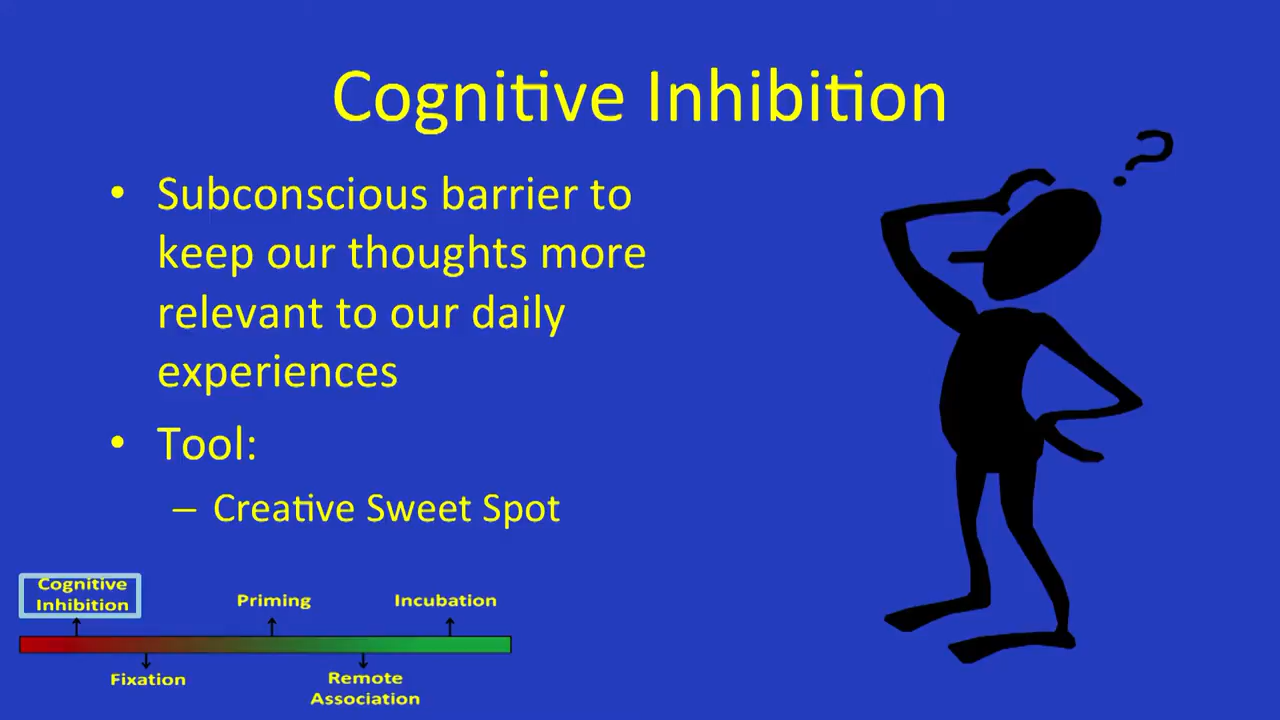 Cognitive Inhibition
?
• Subconscious barrier to
keep our thoughts more
relevant to our daily
experiences
• Tool:
– Creative Sweet Spot
Cognitive
Inhibition
Priming
Incubation
Fixation
Remote
Association